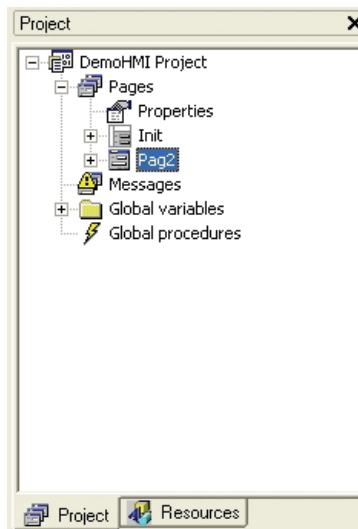 Project
DemoHMI Project
Pages
Properties
Init
Pag2
Messages
Global variables
Global procedures
Project
Resources